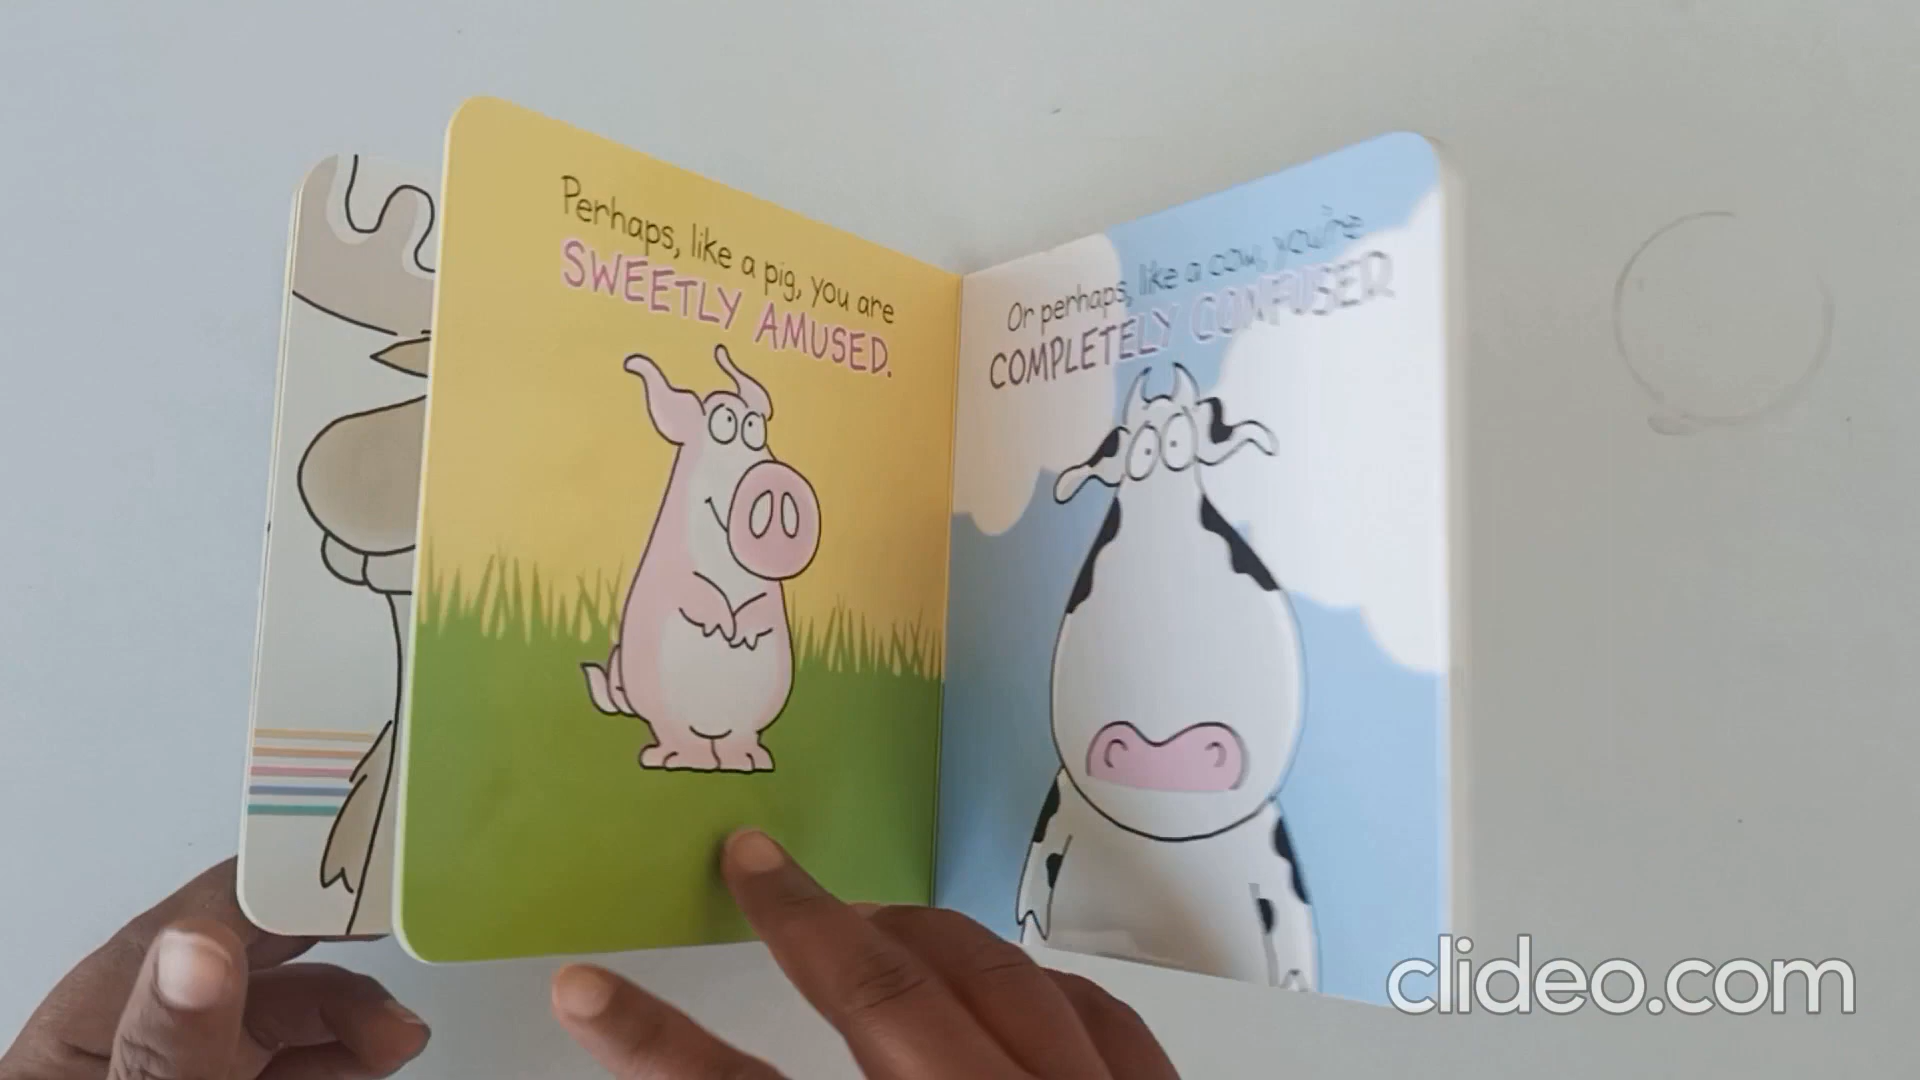 Perhaps, like a pig, you are
SWEETLY AMUSED.
Or perhaps, like a cow, you're
COMPLETELY CONFUSED.
clideo.com